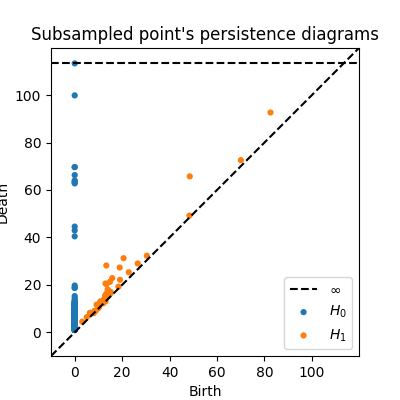 Subsampled point's persistence diagrams
Death
100
80
60
40
20
0
∞
H₀
H₁
0 20 40 60 80 100
Birth